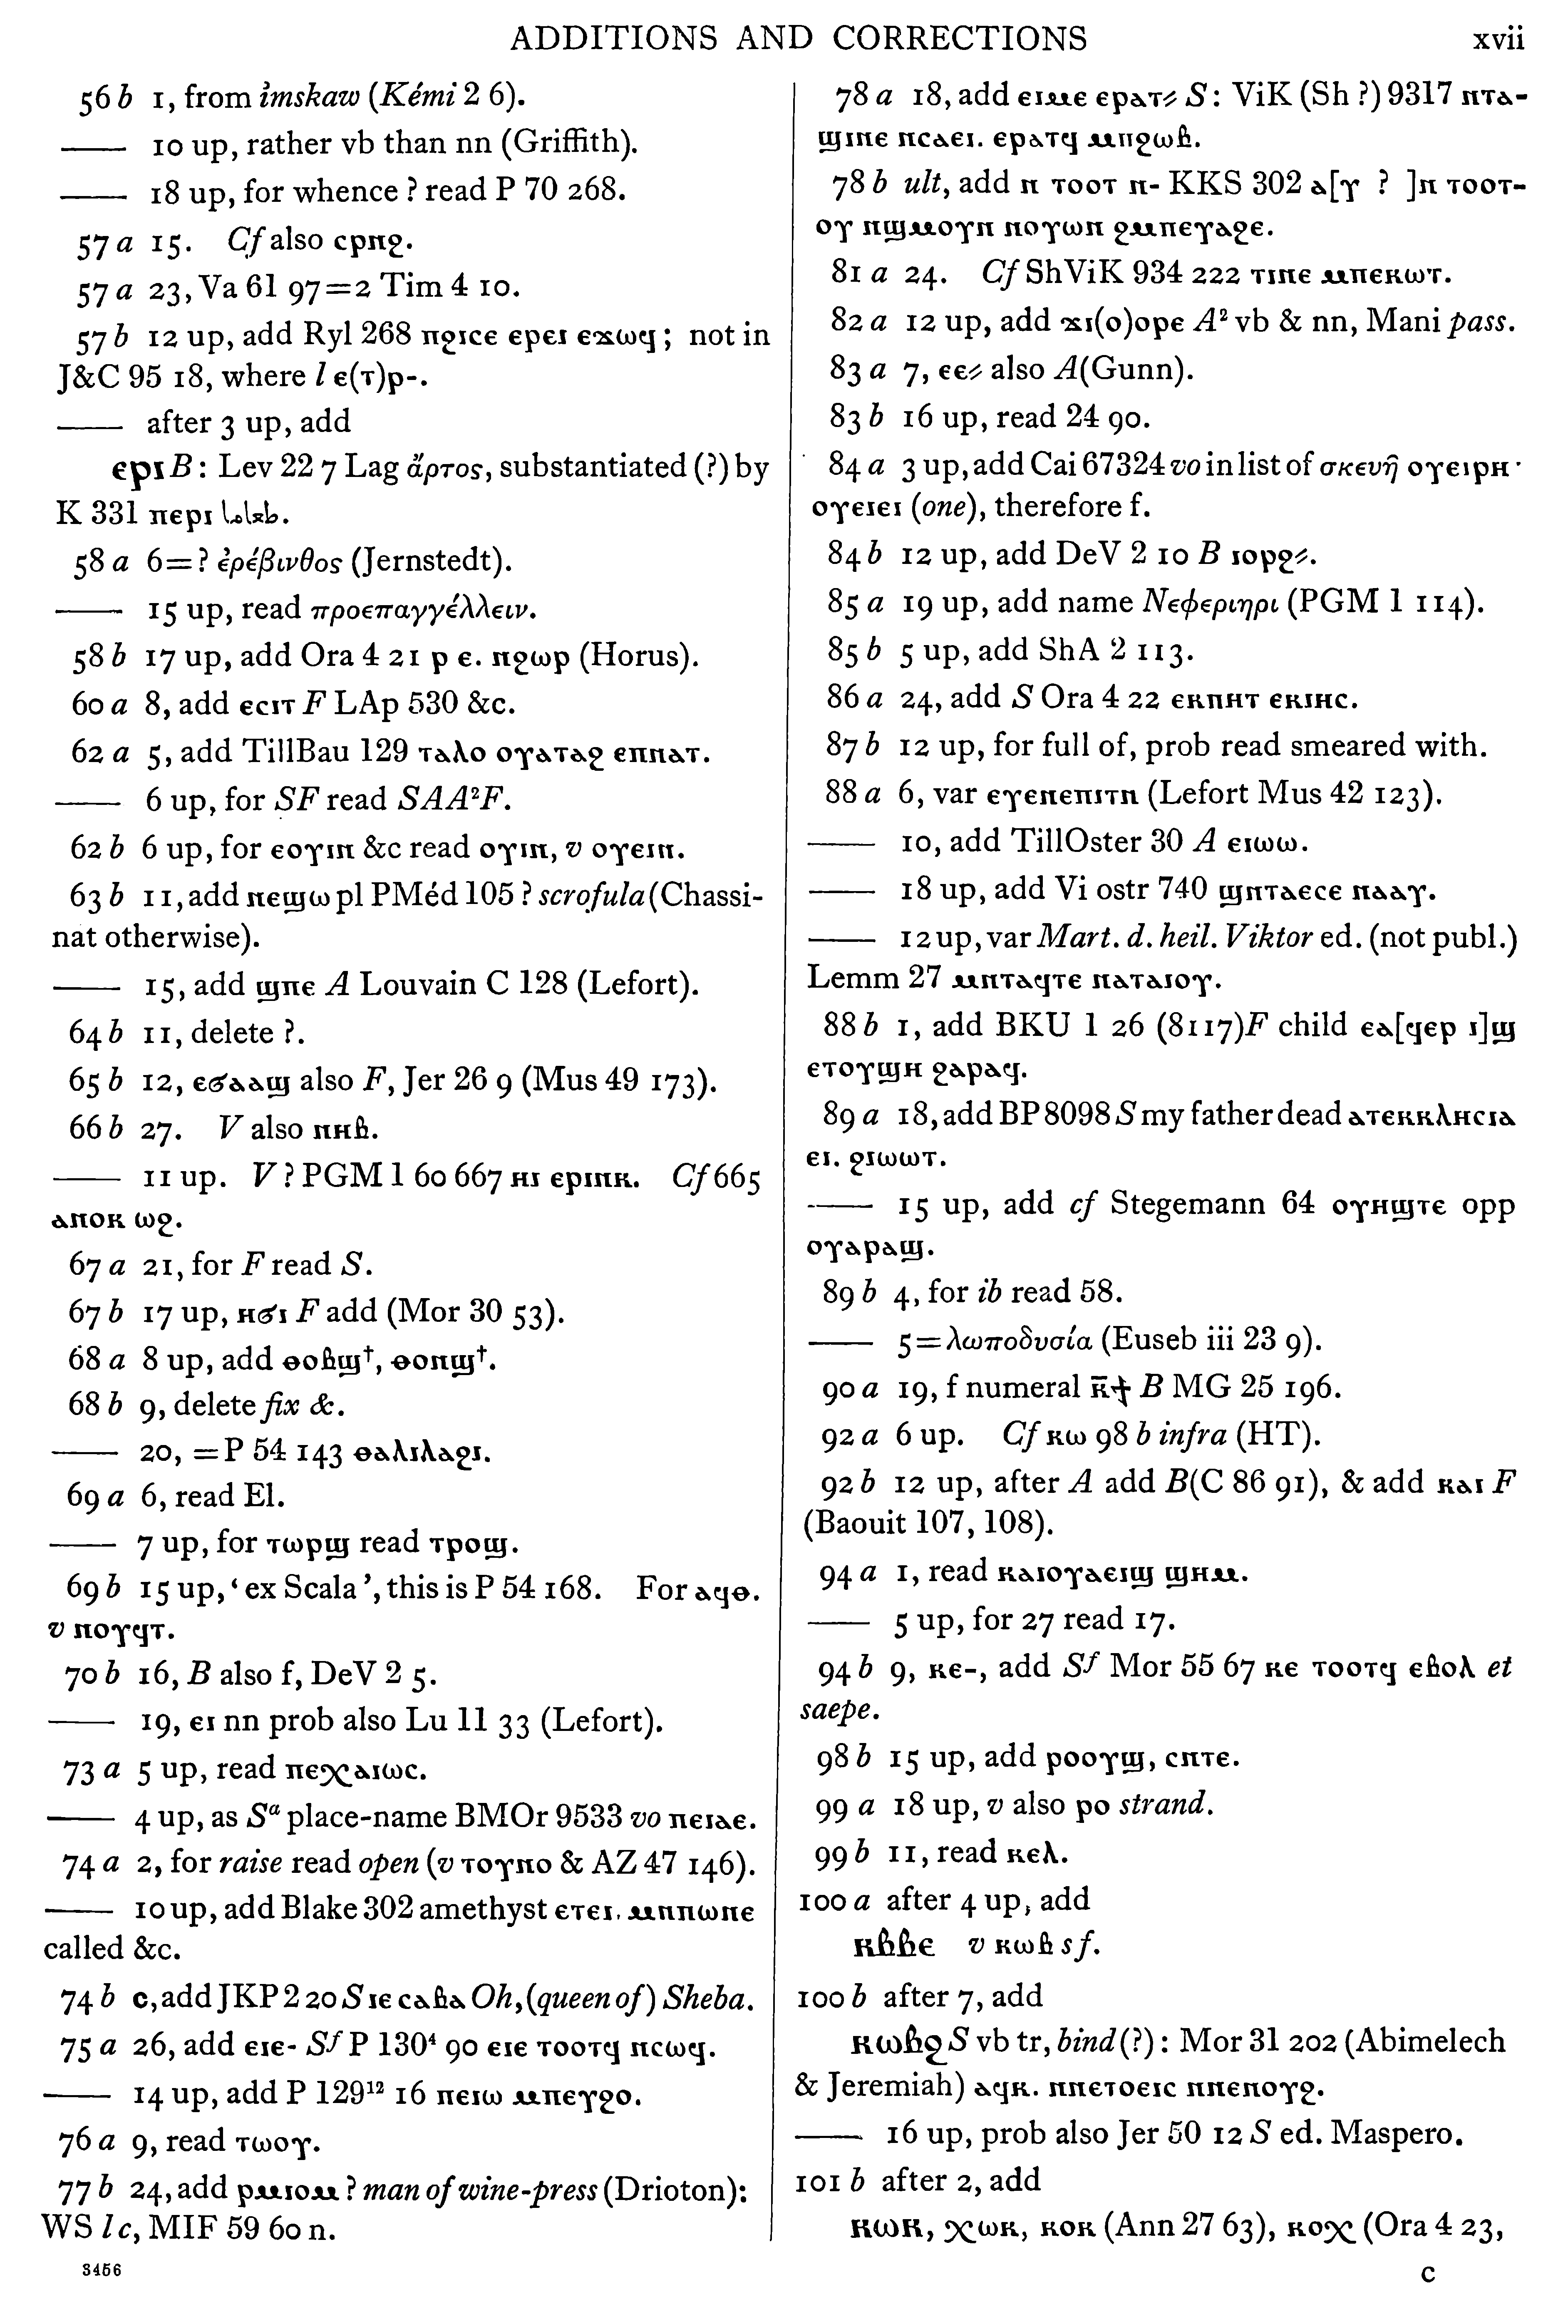 ADDITIONS AND CORRECTIONS xvii
56 b 1, from ỉmskaw (Kémi 2 6).
—— 10 up, rather vb than nn (Griffith).
—— 18 up, for whence ? read P 70 268.
57 a 15. Cf also ⲥⲣⲛϩ.
57 a 23, Va 61 97=2 Tim 4 10.
57 b 12 up, add Ryl 268 ⲡϩⲓⲥⲉ ⲉⲣⲉⲓ ⲉϫⲱϥ; not in
J&C 95 18, where l ⲉ(ⲧ)ⲣ-.
—— after 3 up, add
ⲉⲣⲓ B: Lev 22 7 Lag ἄρτος, substantiated (?) by
K 331 ⲡⲉⲣⲓ
58 a 6=? ἐρέβινθος (Jernstedt).
—— 15 up, read προεπαγγέλλειν.
58 b 17 up, add Ora 4 21 ⲣ ⲉ. ⲛϩⲱⲣ (Horus).
60 a 8, add ⲉⲥⲓⲧ F LAp 530 &c.
62 a 5, add TillBau 129 ⲧⲁⲗⲟ ⲟⲩⲁⲧⲁϩ ⲉⲡⲛⲁⲧ.
—— 6 up, for SF read SAA²F.
62 b 6 up, for ⲉⲟⲩⲓⲛ &c read ⲟⲩⲓⲛ, v ⲟⲩⲉⲓⲛ.
63 b 11, add ⲛⲉϣⲱ pl PMéd 105 ? scrofula (Chassi-
nat otherwise).
—— 15, add ϣⲛⲉ A Louvain C 128 (Lefort).
64 b 11, delete ?.
65 b 12, ⲉϭⲁⲁϣ also F, Jer 26 9 (Mus 49 173).
66 b 27. V also ⲛⲏⲃ.
—— 11 up. V ? PGM 1 60 667 ⲏⲓ ⲉⲣⲓⲛⲕ. Cf 665
ⲁⲛⲟⲕ ⲱϩ.
67 a 21, for F read S.
67 b 17 up, ⲏϭⲓ F add (Mor 30 53).
68 a 8 up, add ⲑⲟⲃϣ†, ⲑⲟⲡϣ†.
68 b 9, delete fix &.
—— 20, =P 54 143 ⲑⲁⲗⲓⲗⲁϩⲓ.
69 a 6, read El.
—— 7 up, for ⲧⲱⲣϣ read ⲧⲣⲟϣ.
69 b 15 up, ‘ ex Scala ’, this is P 54 168. For ⲁϥⲑ.
v ⲛⲟⲩϥⲧ.
70 b 16, B also f, DeV 2 5.
—— 19, ⲉⲓ nn prob also Lu 11 33 (Lefort).
73 a 5 up, read ⲡⲉⲭⲁⲓⲱⲥ.
—— 4 up, as Sᵃ place-name BMOr 9533 vo ⲡⲉⲓⲁⲉ.
74 a 2, for raise read open (v ⲧⲟⲩⲛⲟ & AZ 47 146).
—— 10 up, add Blake 302 amethyst ⲉⲧⲉⲓ. ⲙⲡⲡⲱⲛⲉ
called &c.
74 b c, add JKP 2 20 S ⲓⲉ ⲥⲁⲃⲁ Oh, (queen of) Sheba.
75 a 26, add ⲉⲓⲉ- Sf P 130⁴ 90 ⲉⲓⲉ ⲧⲟⲟⲧϥ ⲛⲥⲱϥ.
—— 14 up, add P 129¹² 16 ⲛⲉⲓⲱ ⲙⲡⲉⲩϩⲟ.
76 a 9, read ⲧⲱⲟⲩ.
77 b 24, add ⲣⲙⲓⲟⲙ ? man of wine-press (Drioton):
WS l c, MIF 59 60 n.
3456
78 a 18, add ⲉⲓⲙⲉ ⲉⲣⲁⲧ⸗ S: ViK (Sh ?) 9317 ⲛⲧⲁ-
ϣⲓⲛⲉ ⲛⲥⲁⲉⲓ. ⲉⲣⲁⲧϥ ⲙⲡϩⲱⲃ.
78 b ult, add ⲛ ⲧⲟⲟⲧ ⲛ- KKS 302 ⲁ[ⲩ ? ]ⲛ ⲧⲟⲟⲧ-
ⲟⲩ ⲛϣⲙⲟⲩⲛ ⲛⲟⲩⲱⲛ ϩⲙⲡⲉⲩⲁϩⲉ.
81 a 24. Cf ShViK 934 222 ⲧⲓⲛⲉ ⲙⲡⲉⲕⲱⲧ.
82 a 12 up, add ϫⲓ(ⲟ)ⲟⲣⲉ A² vb & nn, Mani pass.
83 a 7, ⲉⲉ⸗ also A(Gunn).
83 b 16 up, read 24 90.
84 a 3 up, add Cai 67324 vo in list of σκευῆ ⲟⲩⲉⲓⲣⲏ·
ⲟⲩⲉⲓⲉⲓ (one), therefore f.
84 b 12 up, add DeV 2 10 B ⲓⲟⲣϩ⸗.
85 a 19 up, add name Νεφεριηρι (PGM 1 114).
85 b 5 up, add ShA 2 113.
86 a 24, add S Ora 4 22 ⲉⲕⲡⲏⲧ ⲉⲕⲓⲏⲥ.
87 b 12 up, for full of, prob read smeared with.
88 a 6, var ⲉⲩⲉⲛⲉⲡⲓⲧⲛ (Lefort Mus 42 123).
—— 10, add TillOster 30 A ⲉⲓⲱⲱ.
—— 18 up, add Vi ostr 740 ϣⲛⲧⲁⲉⲥⲉ ⲛⲁⲁⲩ.
—— 12 up, var Mart. d. heil. Viktor ed. (not publ.)
Lemm 27 ⲙⲛⲧⲁϥⲧⲉ ⲛⲁⲧⲁⲓⲟⲩ.
88 b 1, add BKU 1 26 (8117)F child ⲉⲁ[ϥⲉⲣ ⲓ]ϣ
ⲉⲧⲟⲩϣⲏ ϩⲁⲣⲁϥ.
89 a 18, add BP 8098 S my father dead ⲁⲧⲉⲕⲕⲗⲏⲥⲓⲁ
ⲉⲓ. ϩⲓⲱⲱⲧ.
—— 15 up, add cf Stegemann 64 ⲟⲩⲏϣⲧⲉ opp
ⲟⲩⲁⲣⲁϣ.
89 b 4, for ib read 58.
—— 5=λωποδυσία (Euseb iii 23 9).
90 a 19, f numeral ⲕ̅ϯ B MG 25 196.
92 a 6 up. Cf ⲕⲱ 98 b infra (HT).
92 b 12 up, after A add B(C 86 91), & add ⲕⲁⲓ F
(Baouit 107, 108).
94 a 1, read ⲕⲁⲓⲟⲩⲁⲉⲓϣ ϣⲏⲙ.
—— 5 up, for 27 read 17.
94 b 9, ⲕⲉ-, add Sf Mor 55 67 ⲕⲉ ⲧⲟⲟⲧϥ ⲉⲃⲟⲗ et
saepe.
98 b 15 up, add ⲣⲟⲟⲩϣ, ⲥⲛⲧⲉ.
99 a 18 up, v also ⲣⲟ strand.
99 b 11, read ⲕⲉⲗ.
100 a after 4 up, add
ⲕⲃⲃⲉ v ⲕⲱⲃ sf.
100 b after 7, add
ⲕⲱⲃϩ S vb tr, bind (?) : Mor 31 202 (Abimelech
& Jeremiah) ⲁϥⲕ. ⲛⲛⲉⲧⲟⲉⲓⲥ ⲛⲛⲉⲛⲟⲩϩ.
—— 16 up, prob also Jer 50 12 S ed. Maspero.
101 b after 2, add
ⲕⲱⲕ, ⲭⲱⲕ, ⲕⲟⲕ (Ann 27 63), ⲕⲟⲭ (Ora 4 23,
c